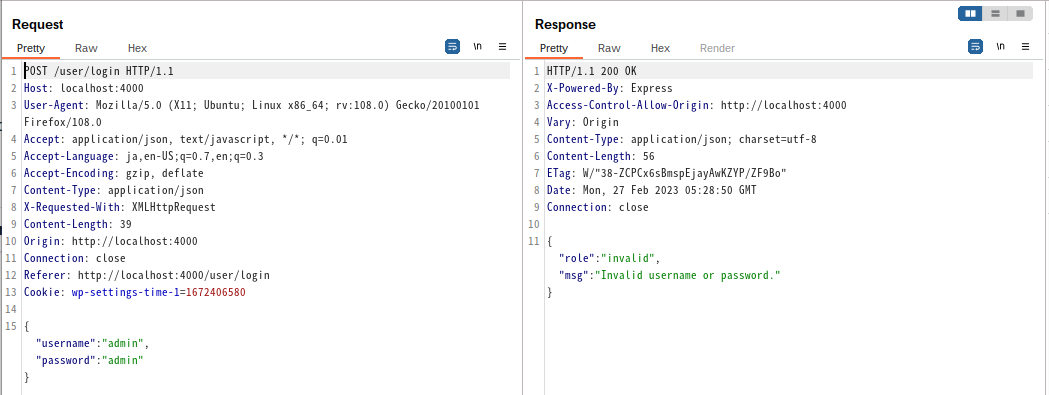 Request
Pretty Raw Hex \n
1 POST /user/login HTTP/1.1
2 Host: localhost:4000
3 User-Agent: Mozilla/5.0 (X11; Ubuntu; Linux x86_64; rv:108.0) Gecko/20100101
Firefox/108.0
4 Accept: application/json, text/javascript, */*; q=0.01
5 Accept-Language: ja,en-US;q=0.7,en;q=0.3
6 Accept-Encoding: gzip, deflate
7 Content-Type: application/json
8 X-Requested-With: XMLHttpRequest
9 Content-Length: 39
10 Origin: http://localhost:4000
11 Connection: close
12 Referer: http://localhost:4000/user/login
13 Cookie: wp-settings-time-1=1672406580
14
15 {
"username":"admin",
"password":"admin"
}
Response
Pretty Raw Hex Render \n
1 HTTP/1.1 200 OK
2 X-Powered-By: Express
3 Access-Control-Allow-Origin: http://localhost:4000
4 Vary: Origin
5 Content-Type: application/json; charset=utf-8
6 Content-Length: 56
7 ETag: W/"38-ZCPCx6sBmspEjayAwKZYP/ZF9Bo"
8 Date: Mon, 27 Feb 2023 05:28:50 GMT
9 Connection: close
10
11 {
"role":"invalid",
"msg":"Invalid username or password."
}